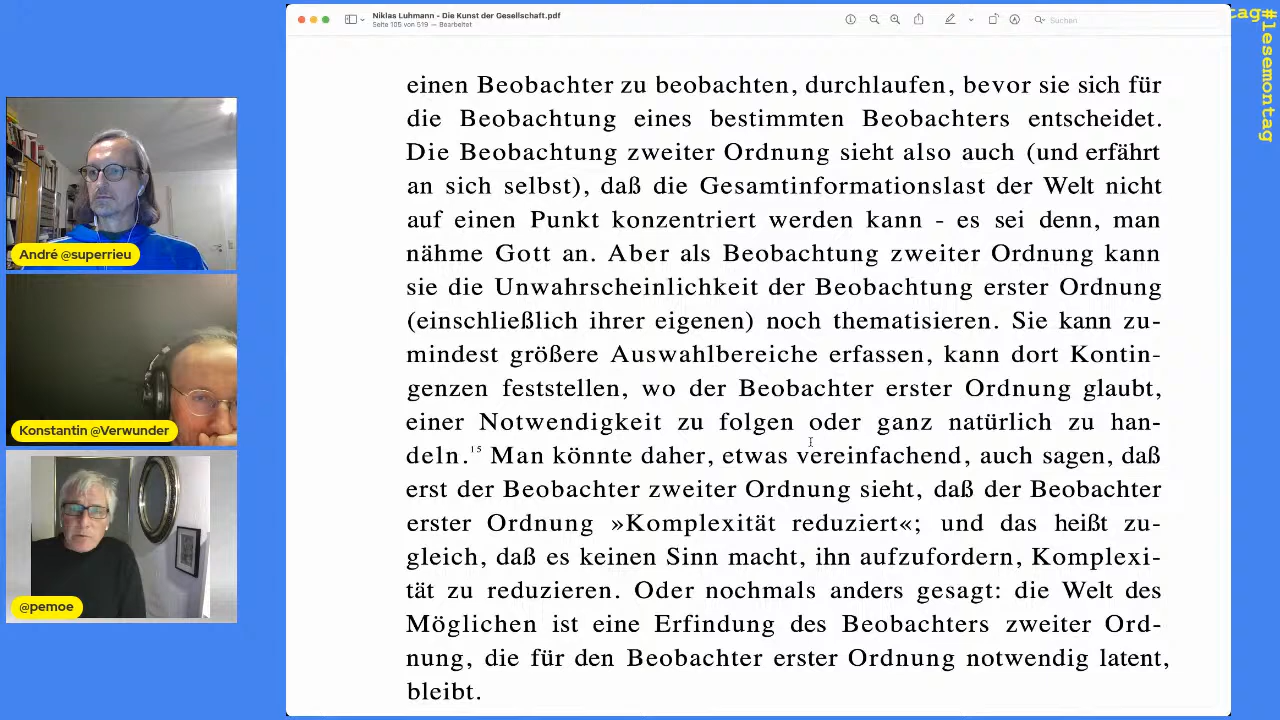 Niklas Luhmann - Die Kunst der Gesellschaft.pdf
Seite 105 von 519 — Bearbeitet
Suchen
tag#
lesemontag
einen Beobachter zu beobachten, durchlaufen, bevor sie sich für
die Beobachtung eines bestimmten Beobachters entscheidet.
Die Beobachtung zweiter Ordnung sieht also auch (und erfährt
an sich selbst), daß die Gesamtinformationslast der Welt nicht
auf einen Punkt konzentriert werden kann - es sei denn, man
nähme Gott an. Aber als Beobachtung zweiter Ordnung kann
sie die Unwahrscheinlichkeit der Beobachtung erster Ordnung
(einschließlich ihrer eigenen) noch thematisieren. Sie kann zu-
mindest größere Auswahlbereiche erfassen, kann dort Kontin-
genzen feststellen, wo der Beobachter erster Ordnung glaubt,
einer Notwendigkeit zu folgen oder ganz natürlich zu han-
deln.15 Man könnte daher, etwas vereinfachend, auch sagen, daß
erst der Beobachter zweiter Ordnung sieht, daß der Beobachter
erster Ordnung »Komplexität reduziert«; und das heißt zu-
gleich, daß es keinen Sinn macht, ihn aufzufordern, Komplexi-
tät zu reduzieren. Oder nochmals anders gesagt: die Welt des
Möglichen ist eine Erfindung des Beobachters zweiter Ord-
nung, die für den Beobachter erster Ordnung notwendig latent,
bleibt.
André @superrieu
Konstantin @Verwunder
@pemoe